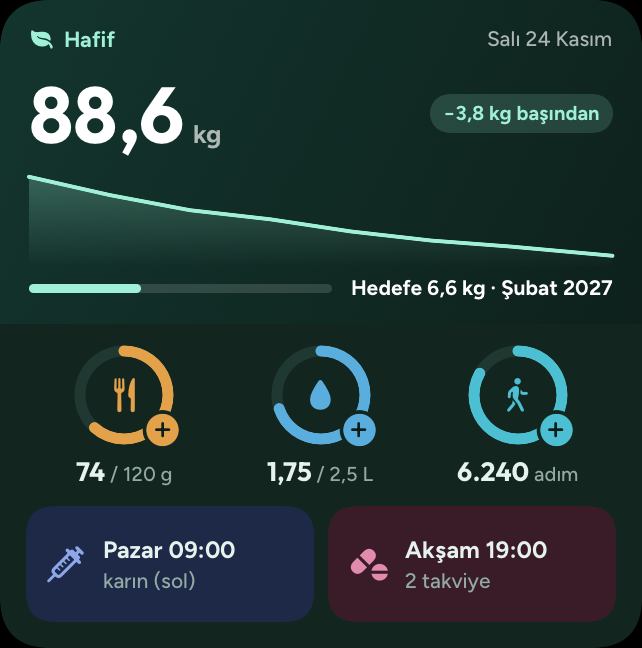 Hafif
Salı 24 Kasım
88,6 kg
−3,8 kg başından
Hedefe 6,6 kg · Şubat 2027
74 / 120 g
1,75 / 2,5 L
6.240 adım
Pazar 09:00
karın (sol)
Akşam 19:00
2 takviye